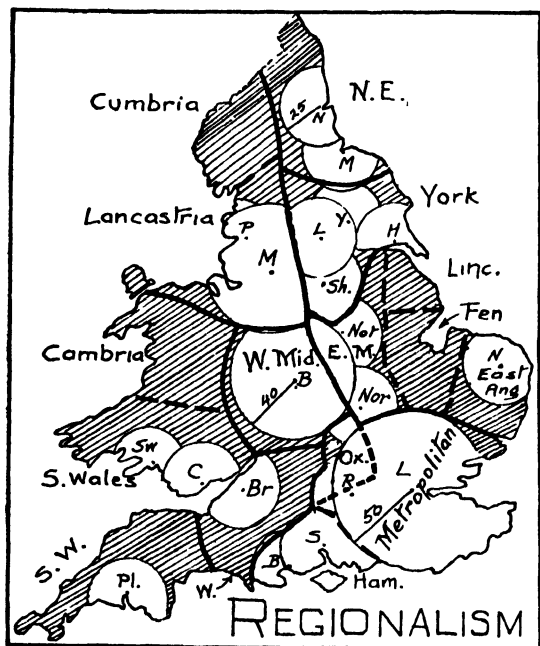 Cumbria
N.E.
25
N
M
Lancastria
York
P
L
Y.
H
M
Sh.
Linc.
Fen
Cambria
W. Mid.
B
40
E.
Not
M.
Nor
N
East
Ang
Sw
C.
S. Wales
Br
Ox.
R
L
50
Metropolitan
S.W.
Pl.
W.
B
S.
Ham.
REGIONALISM